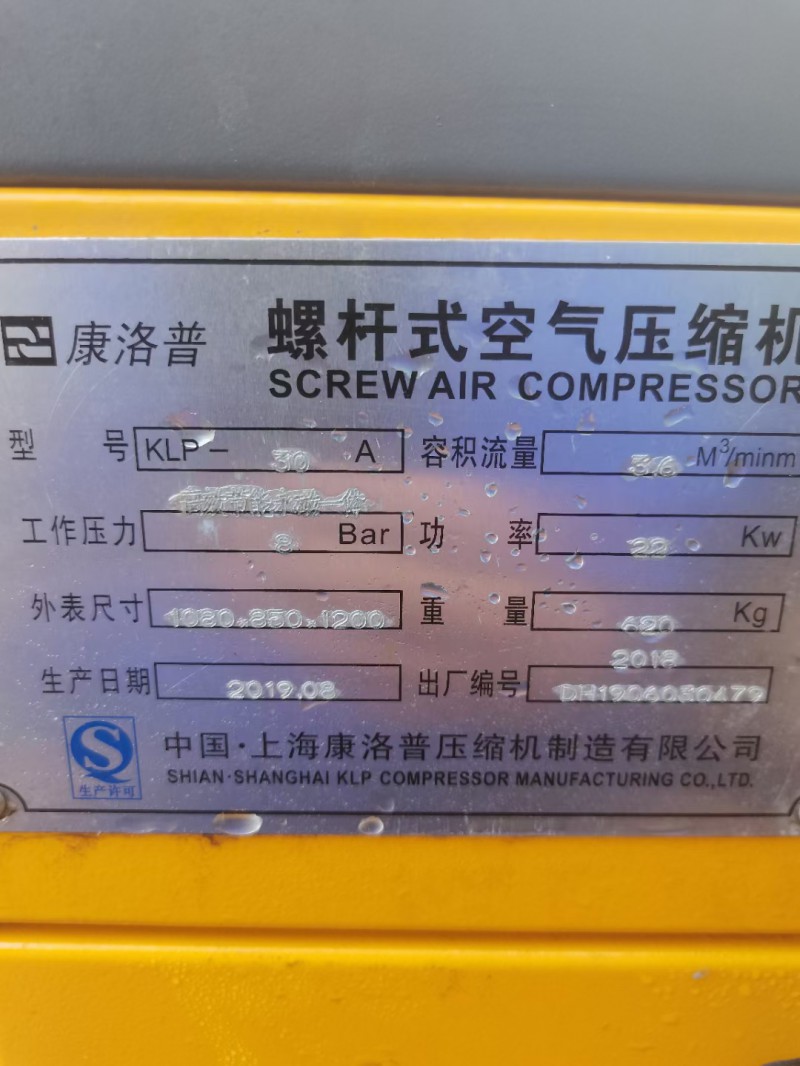 康洛普 螺杆式空气压缩机
SCREW AIR COMPRESSOR
型 号 KLP- 30 A 容积流量 3.6 M³/minm
工作压力 8 Bar 功 率 22 Kw
外表尺寸 1080*850*1200 重 量 620 Kg
2018
生产日期 2019.08 出厂编号 DH1906030479
中国·上海康洛普压缩机制造有限公司
生产许可 SHIAN·SHANGHAI KLP COMPRESSOR MANUFACTURING CO.,LTD.